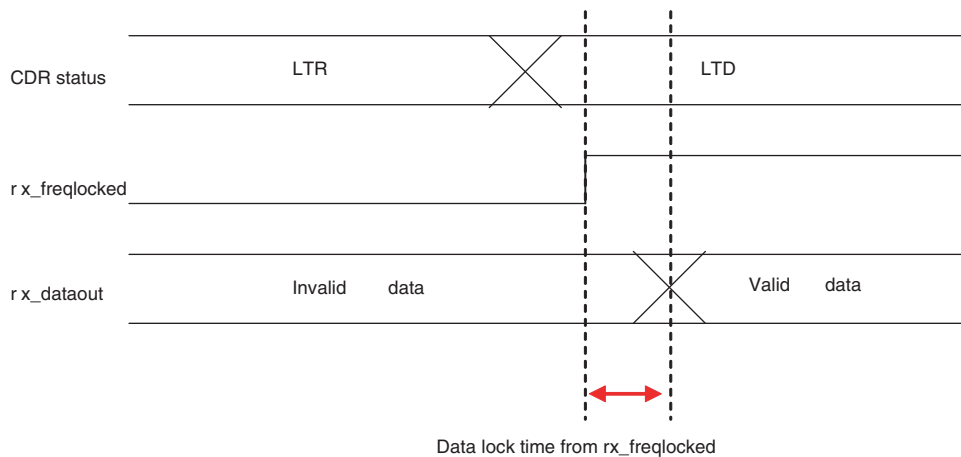 CDR status
LTR
LTD
r x_freqlocked
r x_dataout
Invalid data
Valid data
Data lock time from rx_freqlocked